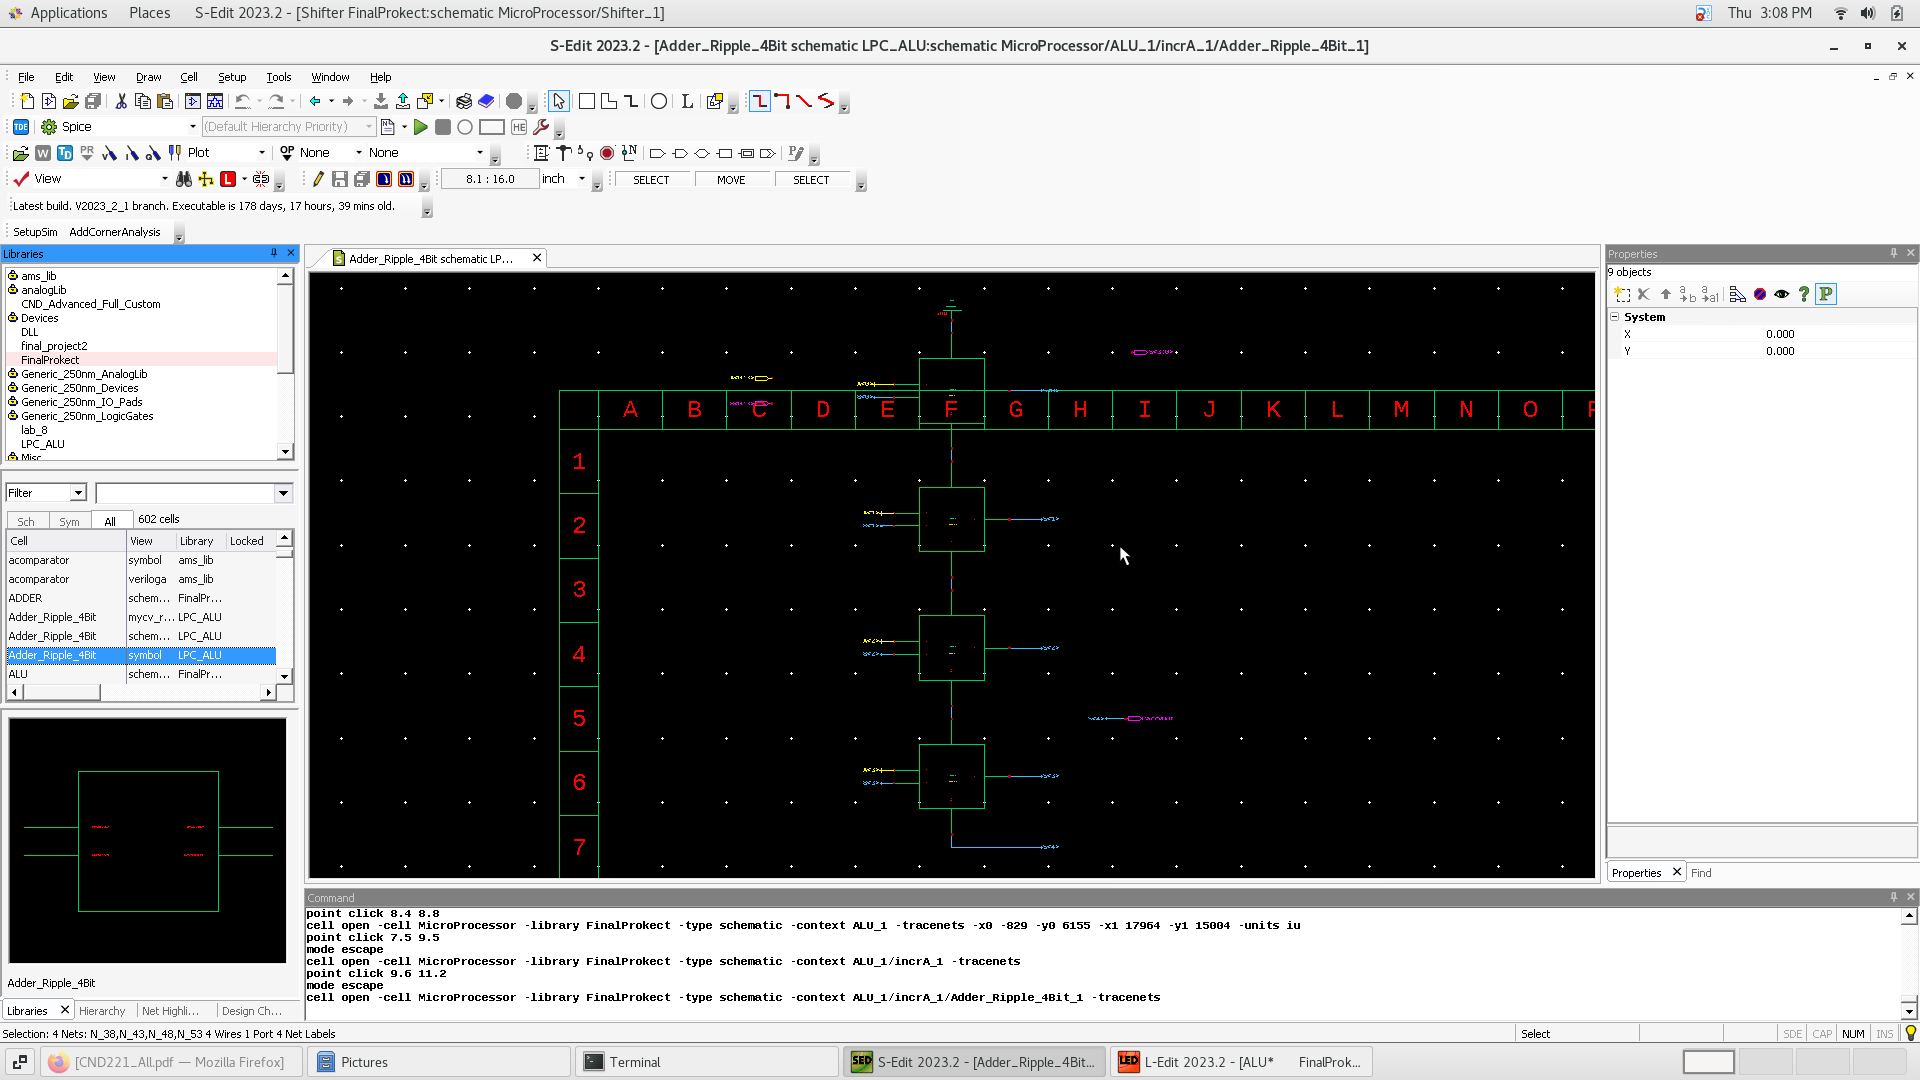 Applications Places S-Edit 2023.2 - [Shifter FinalProkect:schematic MicroProcessor/Shifter_1] Thu 3:08 PM
S-Edit 2023.2 - [Adder_Ripple_4Bit schematic LPC_ALU:schematic MicroProcessor/ALU_1/incrA_1/Adder_Ripple_4Bit_1]
File Edit View Draw Cell Setup Tools Window Help
TDE Spice (Default Hierarchy Priority) HE
Plot OP None None
View 8.1 : 16.0 inch SELECT MOVE SELECT
Latest build. V2023_2_1 branch. Executable is 178 days, 17 hours, 39 mins old.
SetupSim AddCornerAnalysis
Libraries
ams_lib
analogLib
CND_Advanced_Full_Custom
Devices
DLL
final_project2
FinalProkect
Generic_250nm_AnalogLib
Generic_250nm_Devices
Generic_250nm_IO_Pads
Generic_250nm_LogicGates
lab_8
LPC_ALU
Misc
Filter
Sch Sym All 602 cells
Cell View Library Locked
acomparator symbol ams_lib
acomparator veriloga ams_lib
ADDER schem... FinalPr...
Adder_Ripple_4Bit mycv_r... LPC_ALU
Adder_Ripple_4Bit schem... LPC_ALU
Adder_Ripple_4Bit symbol LPC_ALU
ALU schem... FinalPr...
Adder_Ripple_4Bit
Libraries Hierarchy Net Highli... Design Ch...
Adder_Ripple_4Bit schematic LP...
A B C D E F G H I J K L M N O
1
2
3
4
5
6
7
Properties
9 objects
System
X 0.000
Y 0.000
Properties Find
Command
point click 8.4 8.8
cell open -cell MicroProcessor -library FinalProkect -type schematic -context ALU_1 -tracenets -x0 -829 -y0 6155 -x1 17964 -y1 15004 -units iu
point click 7.5 9.5
mode escape
cell open -cell MicroProcessor -library FinalProkect -type schematic -context ALU_1/incrA_1 -tracenets
point click 9.6 11.2
mode escape
cell open -cell MicroProcessor -library FinalProkect -type schematic -context ALU_1/incrA_1/Adder_Ripple_4Bit_1 -tracenets
Selection: 4 Nets: N_38,N_43,N_48,N_53 4 Wires 1 Port 4 Net Labels Select SDE CAP NUM INS
[CND221_All.pdf — Mozilla Firefox] Pictures Terminal S-Edit 2023.2 - [Adder_Ripple_4Bit... L-Edit 2023.2 - [ALU* FinalProk...